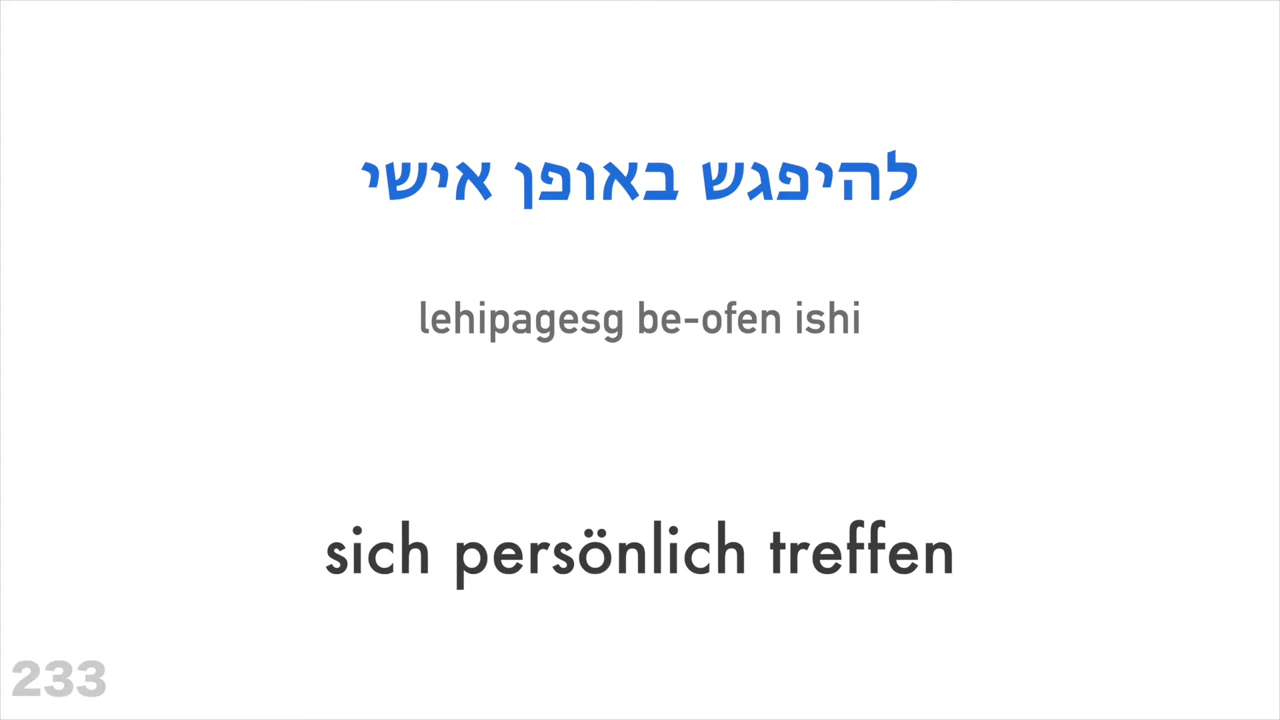 להיפגש באופן אישי
lehipagesg be-ofen ishi
sich persönlich treffen
233